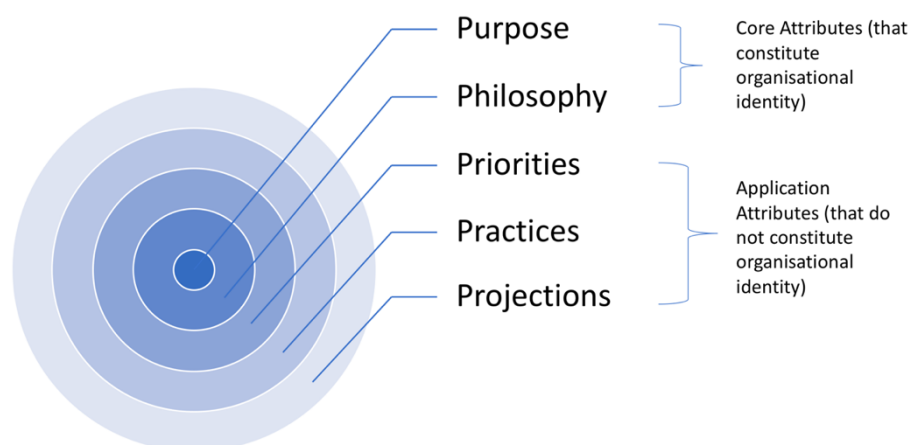 Purpose
Philosophy
Priorities
Practices
Projections
Core Attributes (that
constitute
organisational
identity)
Application
Attributes (that do
not constitute
organisational
identity)